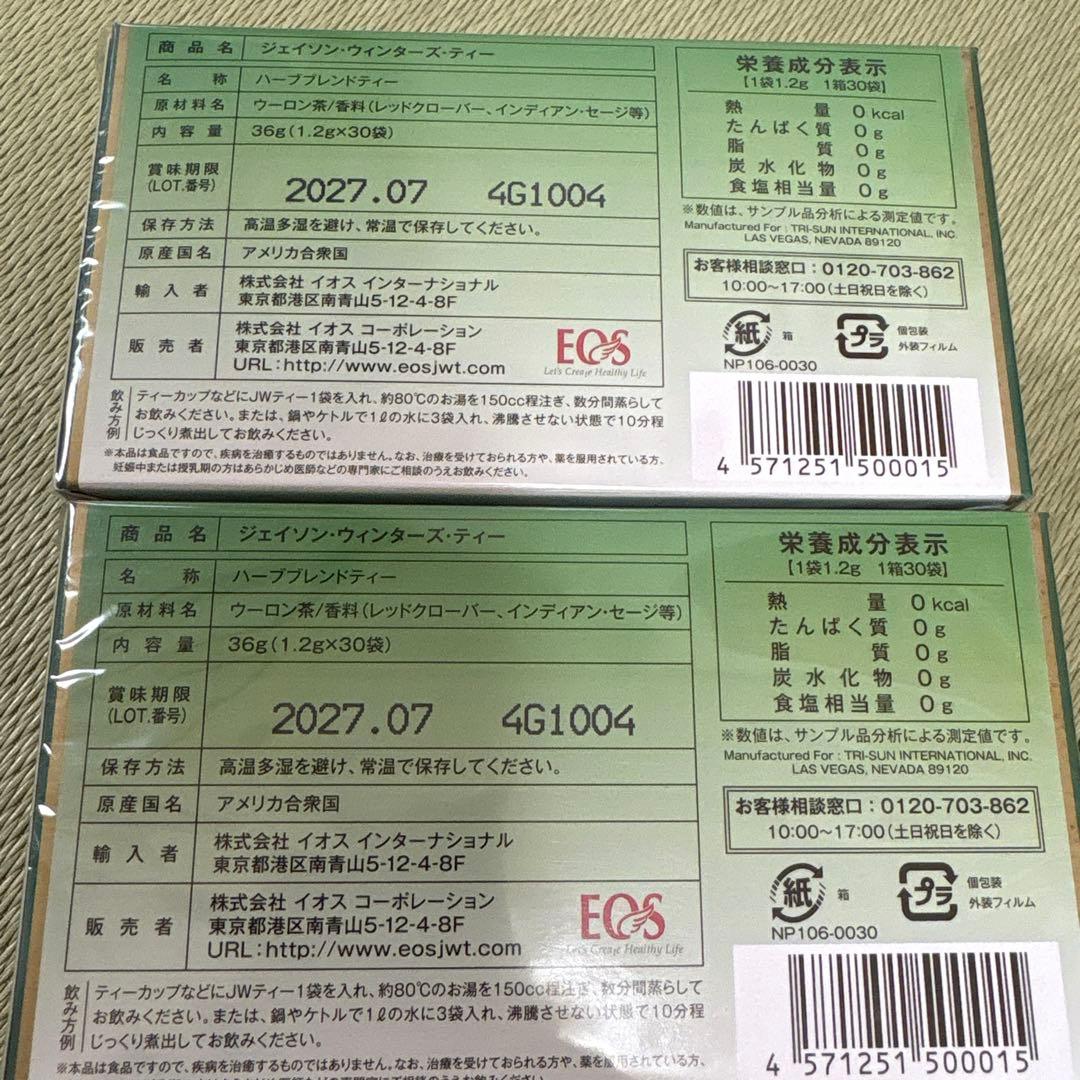 商品名 ジェイソン・ウィンターズ・ティー
名称 ハーブブレンドティー
原材料名 ウーロン茶/香料(レッドクローバー、インディアン・セージ等)
内容量 36g(1.2g×30袋)
賞味期限 (LOT.番号) 2027.07 4G1004
保存方法 高温多湿を避け、常温で保存してください。
原産国名 アメリカ合衆国
輸入者 株式会社 イオス インターナショナル
東京都港区南青山5-12-4-8F
販売者 株式会社 イオス コーポレーション
東京都港区南青山5-12-4-8F
URL:http://www.eosjwt.com
EOS
Let's Create Healthy Life
飲み方例 ティーカップなどにJWティー1袋を入れ、約80℃のお湯を150cc程注ぎ、数分間蒸らして
お飲みください。または、鍋やケトルで1ℓの水に3袋入れ、沸騰させない状態で10分程
じっくり煮出してお飲みください。
※本品は食品ですので、疾病を治癒するものではありません。なお、治療を受けておられる方や、薬を服用されている方、
妊娠中または授乳期の方はあらかじめ医師などの専門家にご相談のうえお飲みください。
栄養成分表示
【1袋1.2g 1箱30袋】
熱量 0 kcal
たんぱく質 0 g
脂質 0 g
炭水化物 0 g
食塩相当量 0 g
※数値は、サンプル品分析による測定値です。
Manufactured For : TRI-SUN INTERNATIONAL, INC.
LAS VEGAS, NEVADA 89120
お客様相談窓口:0120-703-862
10:00〜17:00(土日祝日を除く)
紙 箱 プラ 個包装
外装フィルム
NP106-0030
4 571251 500015
商品名 ジェイソン・ウィンターズ・ティー
名称 ハーブブレンドティー
原材料名 ウーロン茶/香料(レッドクローバー、インディアン・セージ等)
内容量 36g(1.2g×30袋)
賞味期限 (LOT.番号) 2027.07 4G1004
保存方法 高温多湿を避け、常温で保存してください。
原産国名 アメリカ合衆国
輸入者 株式会社 イオス インターナショナル
東京都港区南青山5-12-4-8F
販売者 株式会社 イオス コーポレーション
東京都港区南青山5-12-4-8F
URL:http://www.eosjwt.com
EOS
Let's Create Healthy Life
飲み方例 ティーカップなどにJWティー1袋を入れ、約80℃のお湯を150cc程注ぎ、数分間蒸らして
お飲みください。または、鍋やケトルで1ℓの水に3袋入れ、沸騰させない状態で10分程
じっくり煮出してお飲みください。
※本品は食品ですので、疾病を治癒するものではありません。なお、治療を受けておられる方や、薬を服用されている方、
栄養成分表示
【1袋1.2g 1箱30袋】
熱量 0 kcal
たんぱく質 0 g
脂質 0 g
炭水化物 0 g
食塩相当量 0 g
※数値は、サンプル品分析による測定値です。
Manufactured For : TRI-SUN INTERNATIONAL, INC.
LAS VEGAS, NEVADA 89120
お客様相談窓口:0120-703-862
10:00〜17:00(土日祝日を除く)
紙 箱 プラ 個包装
外装フィルム
NP106-0030
4 571251 500015